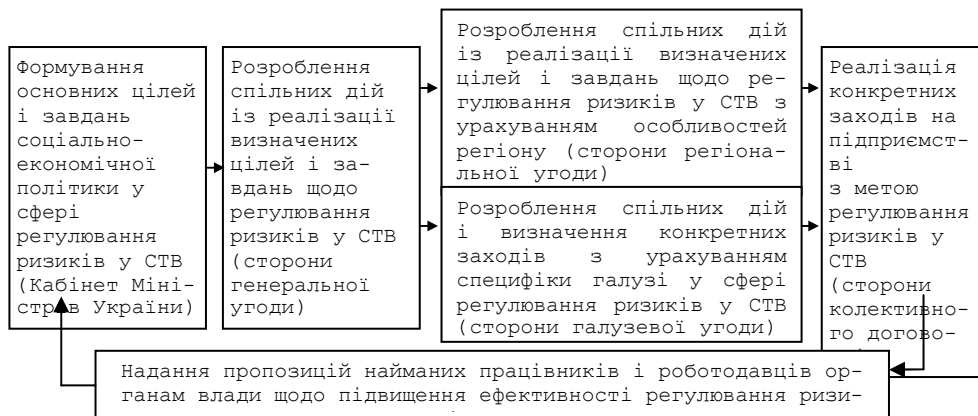 Формування
основних цілей
і завдань
соціально-
економічної
політики у
сфері
регулювання
ризиків у СТВ
(Кабінет Міні-
стрів України)
Розроблення
спільних дій
із реалізації
визначених
цілей і за-
вдань щодо
регулювання
ризиків у СТВ
(сторони
генеральної
угоди)
Розроблення спільних дій
із реалізації визначених
цілей і завдань щодо ре-
гулювання ризиків у СТВ з
урахуванням особливостей
регіону (сторони регіона-
льної угоди)
Розроблення спільних дій
і визначення конкретних
заходів з урахуванням
специфіки галузі у сфері
регулювання ризиків у СТВ
(сторони галузевої угоди)
Реалізація
конкретних
заходів на
підприємст-
ві
з метою
регулювання
ризиків у
СТВ
(сторони
колективно-
го догово-
Надання пропозицій найманих працівників і роботодавців ор-
ганам влади щодо підвищення ефективності регулювання ризи-